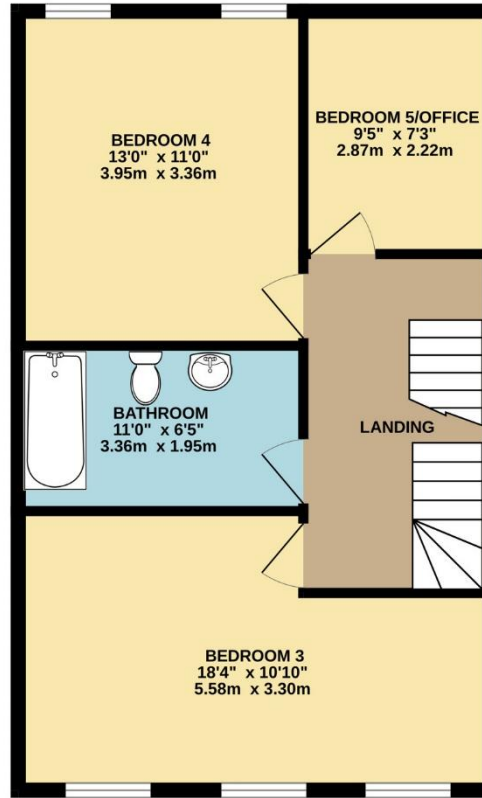 BEDROOM 4
13'0" x 11'0"
3.95m x 3.36m
BEDROOM 5/OFFICE
9'5" x 7'3"
2.87m x 2.22m
BATHROOM
11'0" x 6'5"
3.36m x 1.95m
LANDING
BEDROOM 3
18'4" x 10'10"
5.58m x 3.30m